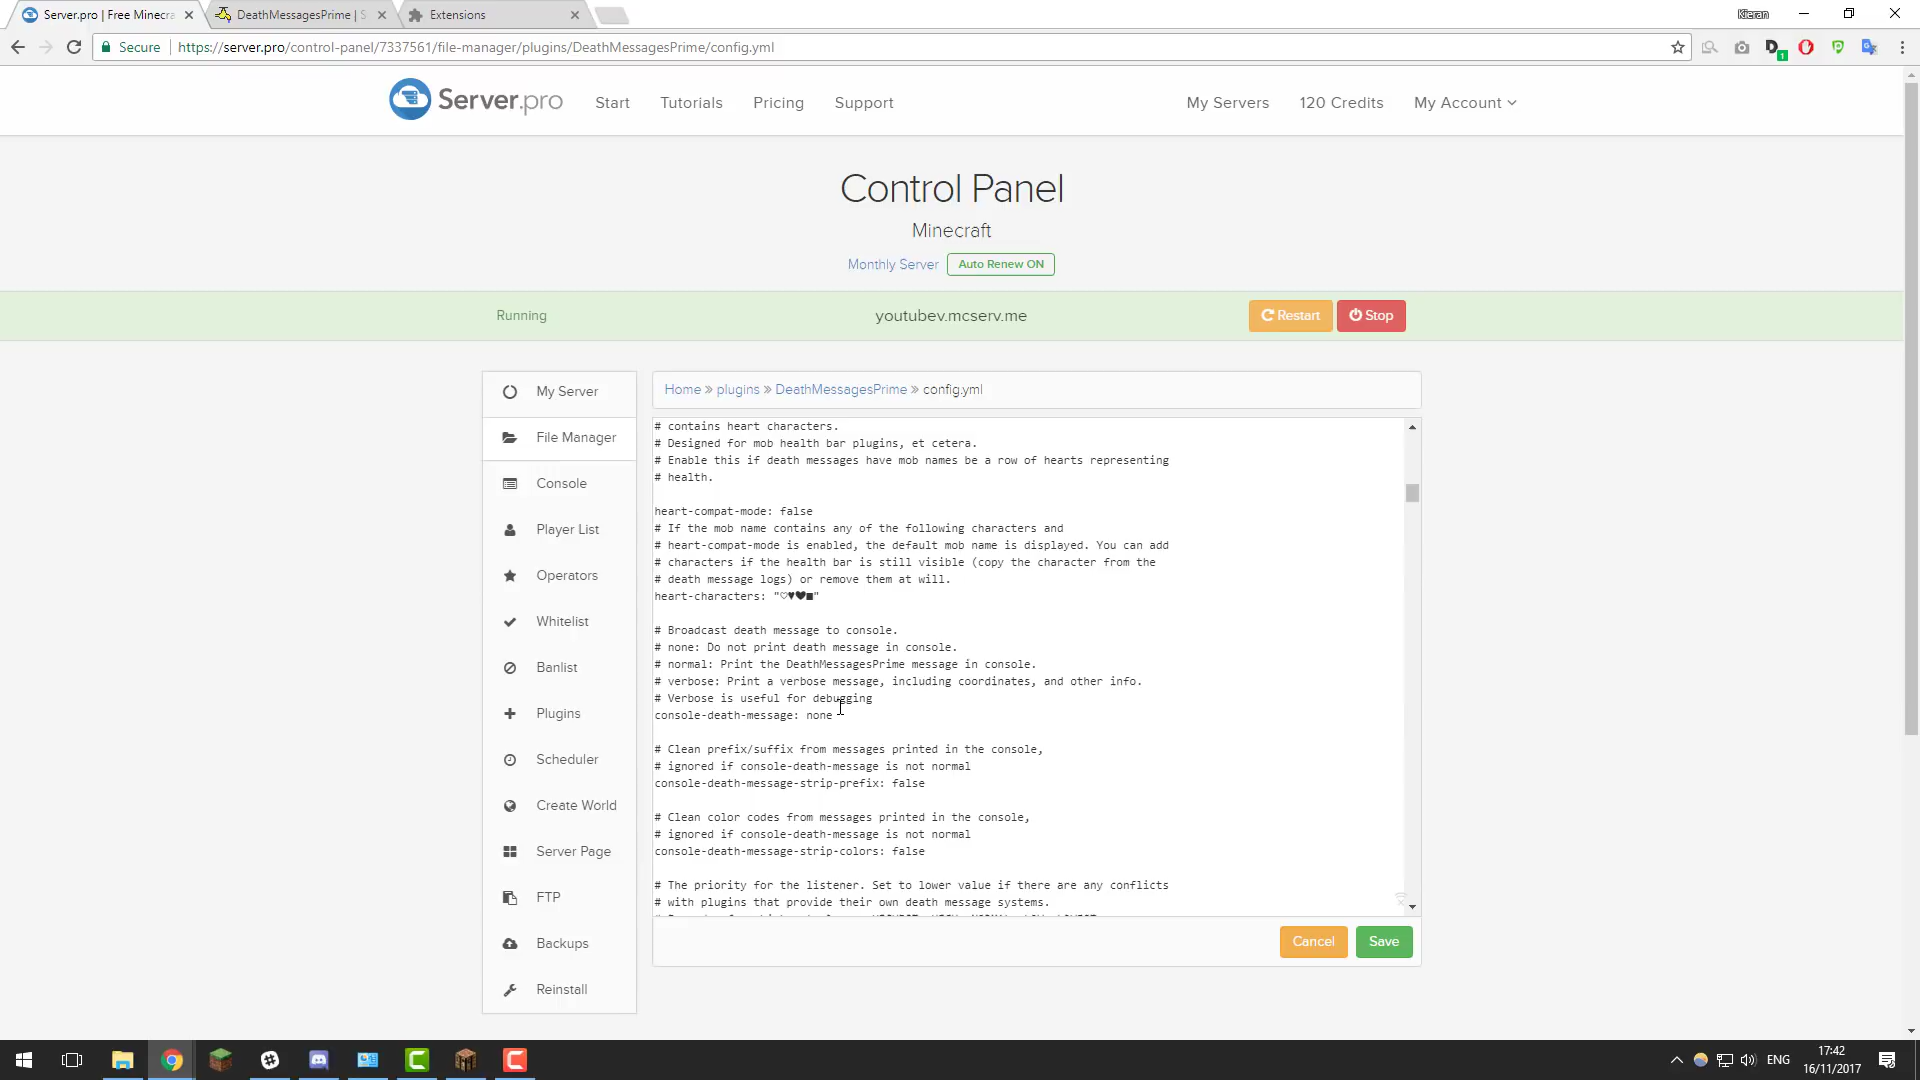 Server.pro | Free Minecra
DeathMessagesPrime | S
Extensions
Kieran
Secure
https://server.pro/control-panel/7337561/file-manager/plugins/DeathMessagesPrime/config.yml
1
Server.pro
Start
Tutorials
Pricing
Support
My Servers
120 Credits
My Account
Control Panel
Minecraft
Monthly Server
Auto Renew ON
Running
youtubev.mcserv.me
Restart
Stop
My Server
File Manager
Console
Player List
Operators
Whitelist
Banlist
Plugins
Scheduler
Create World
Server Page
FTP
Backups
Reinstall
Home » plugins » DeathMessagesPrime » config.yml
# contains heart characters.
# Designed for mob health bar plugins, et cetera.
# Enable this if death messages have mob names be a row of hearts representing
# health.
heart-compat-mode: false
# If the mob name contains any of the following characters and
# heart-compat-mode is enabled, the default mob name is displayed. You can add
# characters if the health bar is still visible (copy the character from the
# death message logs) or remove them at will.
heart-characters: "♡♥❤■"
# Broadcast death message to console.
# none: Do not print death message in console.
# normal: Print the DeathMessagesPrime message in console.
# verbose: Print a verbose message, including coordinates, and other info.
# Verbose is useful for debugging
console-death-message: none
# Clean prefix/suffix from messages printed in the console,
# ignored if console-death-message is not normal
console-death-message-strip-prefix: false
# Clean color codes from messages printed in the console,
# ignored if console-death-message is not normal
console-death-message-strip-colors: false
# The priority for the listener. Set to lower value if there are any conflicts
# with plugins that provide their own death message systems.
Cancel
Save
ENG
17:42
16/11/2017